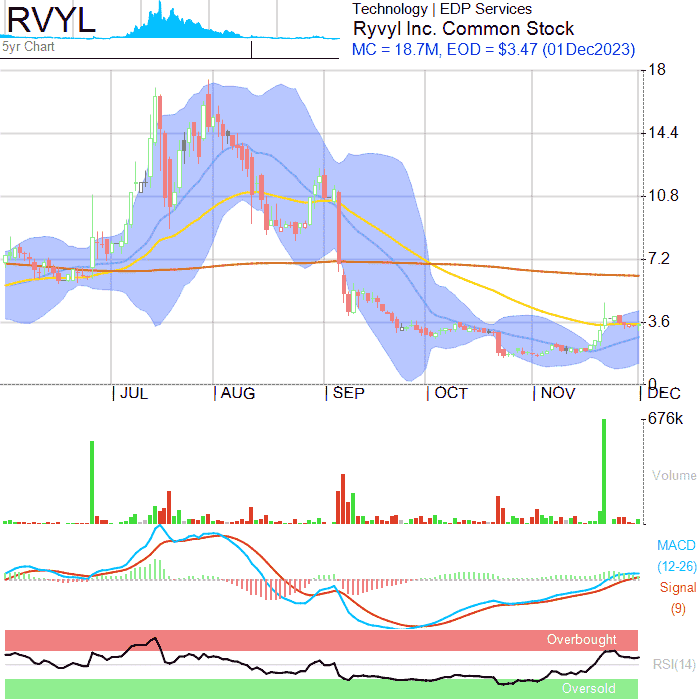 RVYL
5yr Chart
Technology | EDP Services
Ryvyl Inc. Common Stock
MC = 18.7M, EOD = $3.47 (01Dec2023)
18
14.4
10.8
7.2
3.6
0
JUL AUG SEP OCT NOV DEC
676k
Volume
MACD
(12-26)
Signal
(9)
Overbought
RSI(14)
Oversold